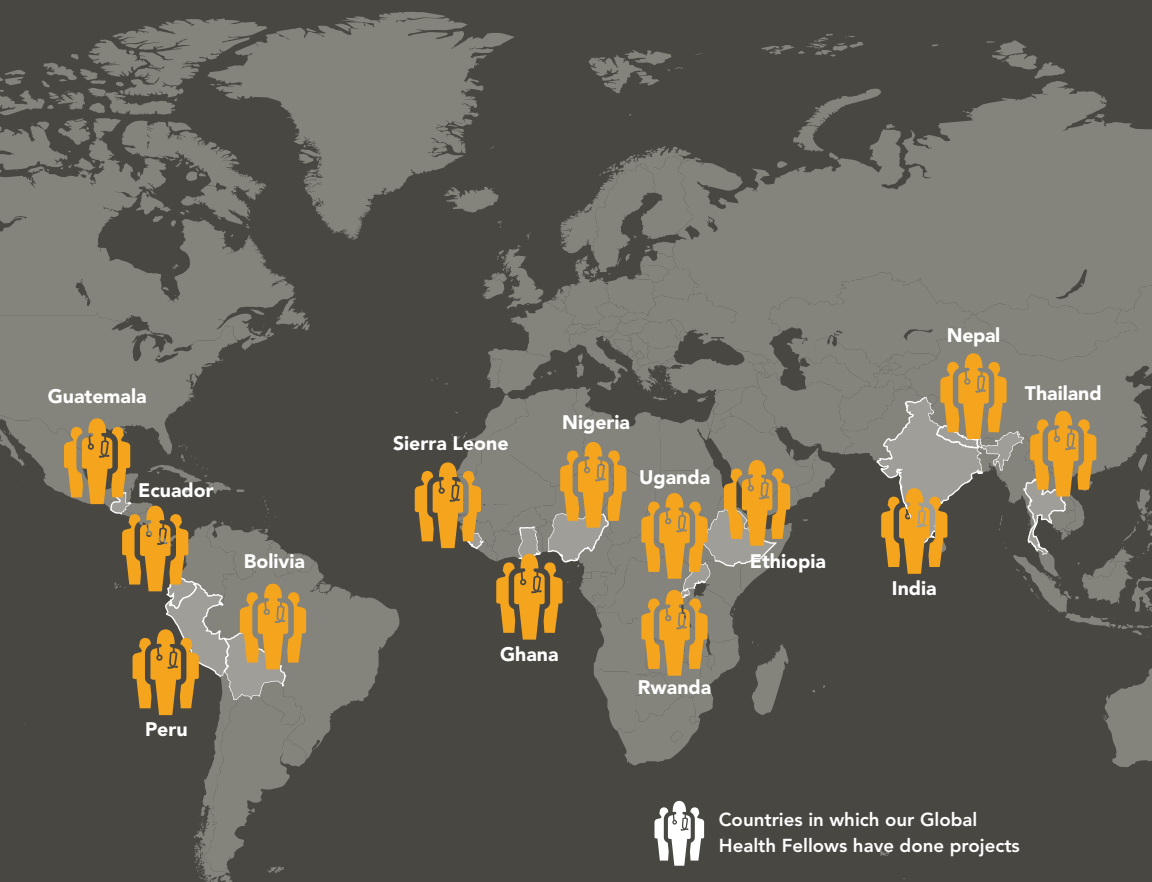 Nepal
Guatemala
Thailand
Nigeria
Sierra Leone
Uganda
Ecuador
Bolivia
Ethiopia
India
Ghana
Rwanda
Peru
Countries in which our Global
Health Fellows have done projects